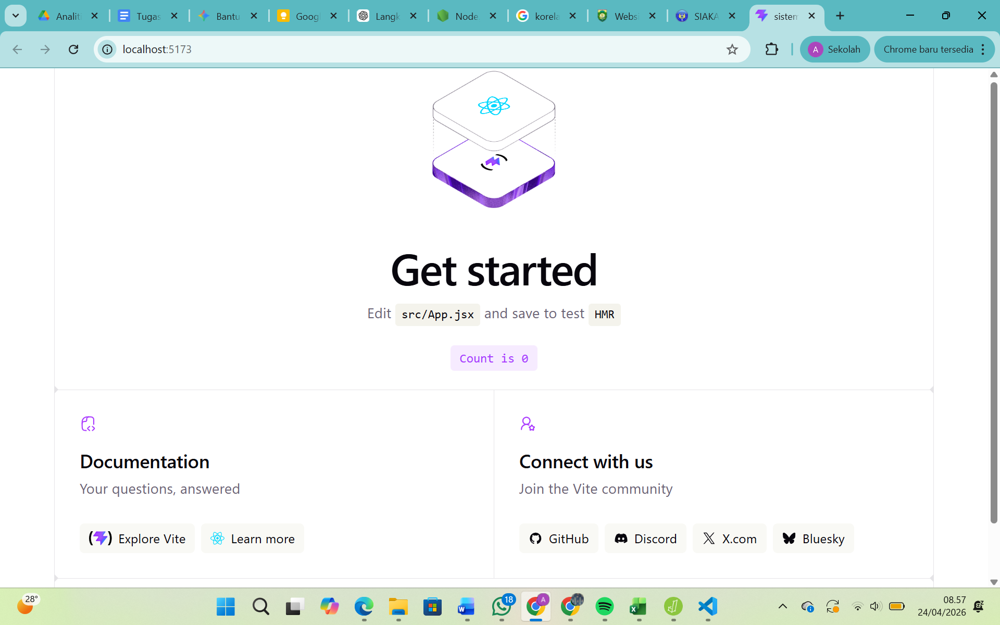 Analiti
Tugas
Bantu
Googl
Langk
Node.
korela
Websi
SIAKA
sistem
localhost:5173
A
Sekolah
Chrome baru tersedia
Get started
Edit src/App.jsx and save to test HMR
Count is 0
Documentation
Your questions, answered
Explore Vite
Learn more
Connect with us
Join the Vite community
GitHub
Discord
X.com
Bluesky
28°
18
A
08.57
24/04/2026